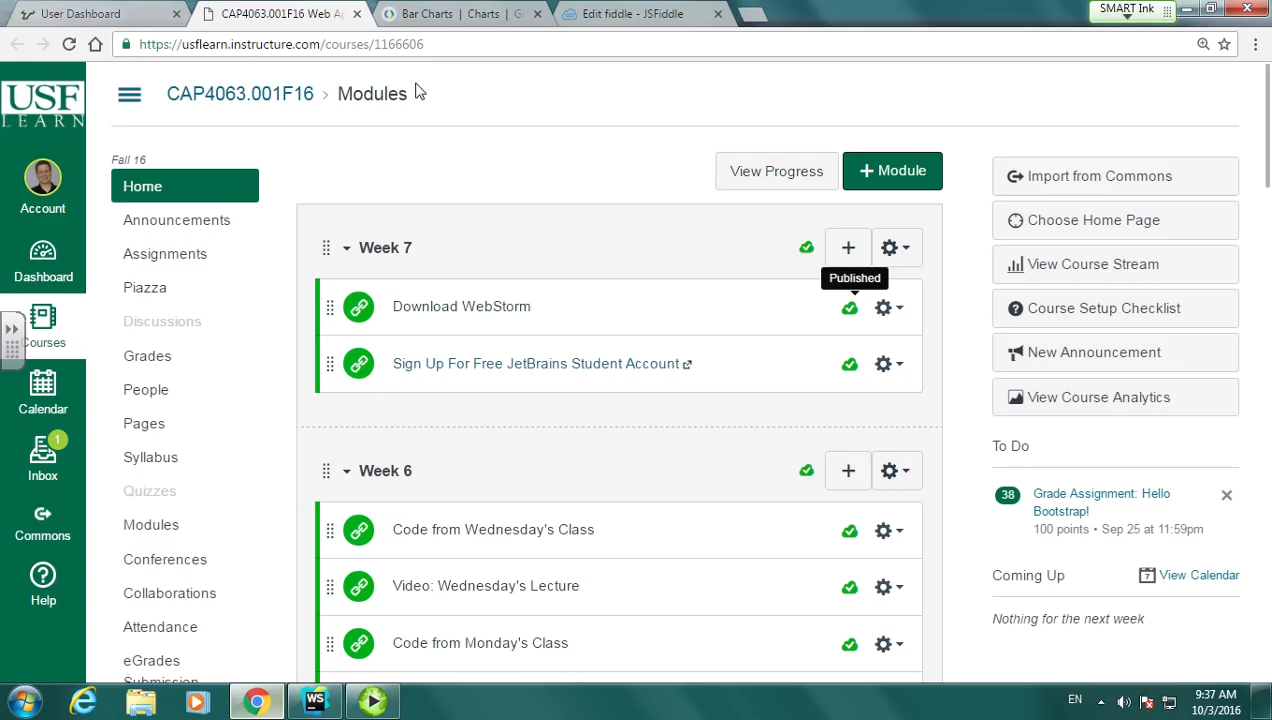 User Dashboard
CAP4063.001F16 Web Ap
Bar Charts | Charts | Go
Edit fiddle - JSFiddle
SMART Ink
https://usflearn.instructure.com/courses/1166606
USF
LEARN
CAP4063.001F16 > Modules
Account
Dashboard
Courses
Calendar
1
Inbox
Commons
Help
Fall 16
Home
Announcements
Assignments
Piazza
Discussions
Grades
People
Pages
Syllabus
Quizzes
Modules
Conferences
Collaborations
Attendance
eGrades
Submission
View Progress
+ Module
Week 7
Published
Download WebStorm
Sign Up For Free JetBrains Student Account
Week 6
Code from Wednesday's Class
Video: Wednesday's Lecture
Code from Monday's Class
Import from Commons
Choose Home Page
View Course Stream
Course Setup Checklist
New Announcement
View Course Analytics
To Do
38
Grade Assignment: Hello
Bootstrap!
100 points • Sep 25 at 11:59pm
Coming Up
7
View Calendar
Nothing for the next week
WS
EN
9:37 AM
10/3/2016